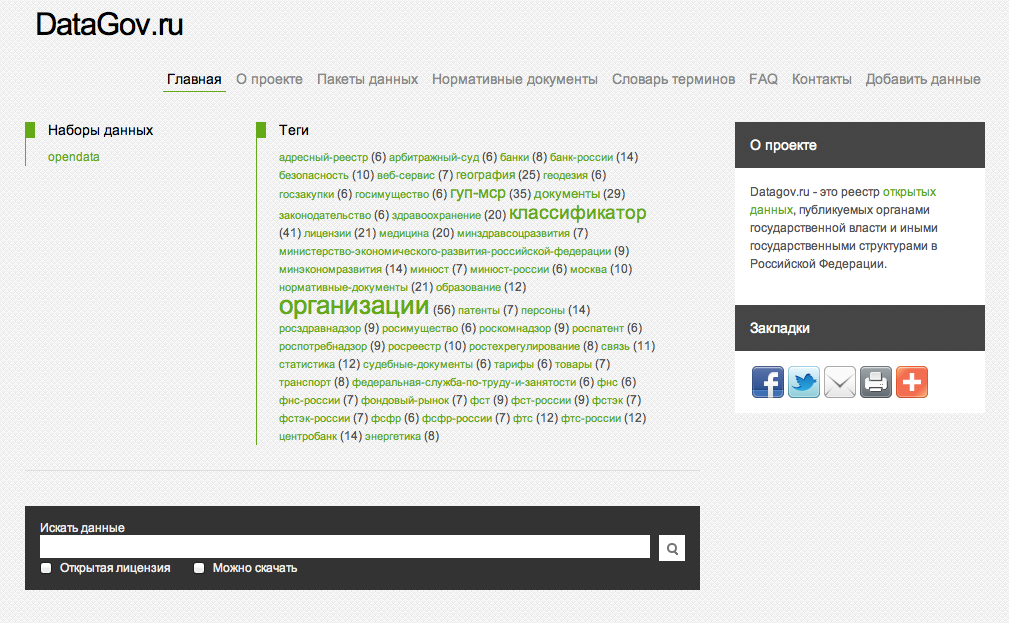 DataGov.ru
Главная О проекте Пакеты данных Нормативные документы Словарь терминов FAQ Контакты Добавить данные
Наборы данных
opendata
Теги
адресный-реестр (6) арбитражный-суд (6) банки (8) банк-россии (14)
безопасность (10) веб-сервис (7) география (25) геодезия (6)
госзакупки (6) госимущество (6) гуп-мср (35) документы (29)
законодательство (6) здравоохранение (20) классификатор
(41) лицензии (21) медицина (20) минздравсоцразвития (7)
министерство-экономического-развития-российской-федерации (9)
минэкономразвития (14) минюст (7) минюст-россии (6) москва (10)
нормативные-документы (21) образование (12)
организации (56) патенты (7) персоны (14)
росздравнадзор (9) росимущество (6) роскомнадзор (9) роспатент (6)
роспотребнадзор (9) росреестр (10) ростехрегулирование (8) связь (11)
статистика (12) судебные-документы (6) тарифы (6) товары (7)
транспорт (8) федеральная-служба-по-труду-и-занятости (6) фнс (6)
фнс-россии (7) фондовый-рынок (7) фст (9) фст-россии (9) фстэк (7)
фстэк-россии (7) фсфр (6) фсфр-россии (7) фтс (12) фтс-россии (12)
центробанк (14) энергетика (8)
О проекте
Datagov.ru - это реестр открытых
данных, публикуемых органами
государственной власти и иными
государственными структурами в
Российской Федерации.
Закладки
Искать данные
Открытая лицензия Можно скачать